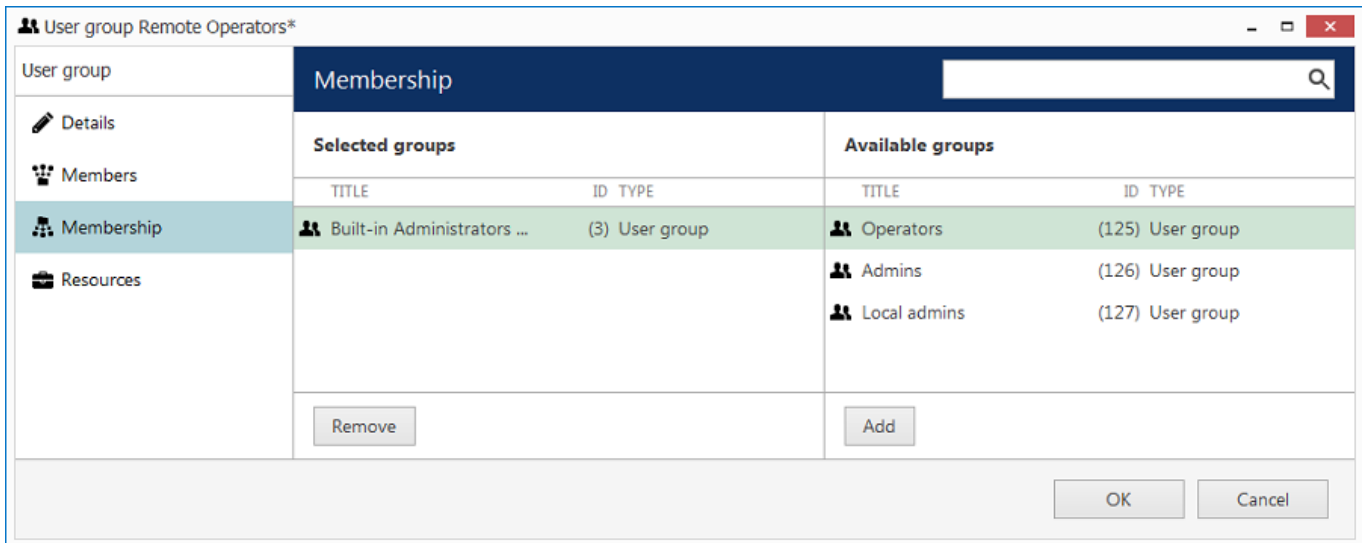 User group Remote Operators*
User group
Details
Members
Membership
Resources
Membership
Selected groups
TITLE ID TYPE
Built-in Administrators ... (3) User group
Remove
Available groups
TITLE ID TYPE
Operators (125) User group
Admins (126) User group
Local admins (127) User group
Add
OK Cancel